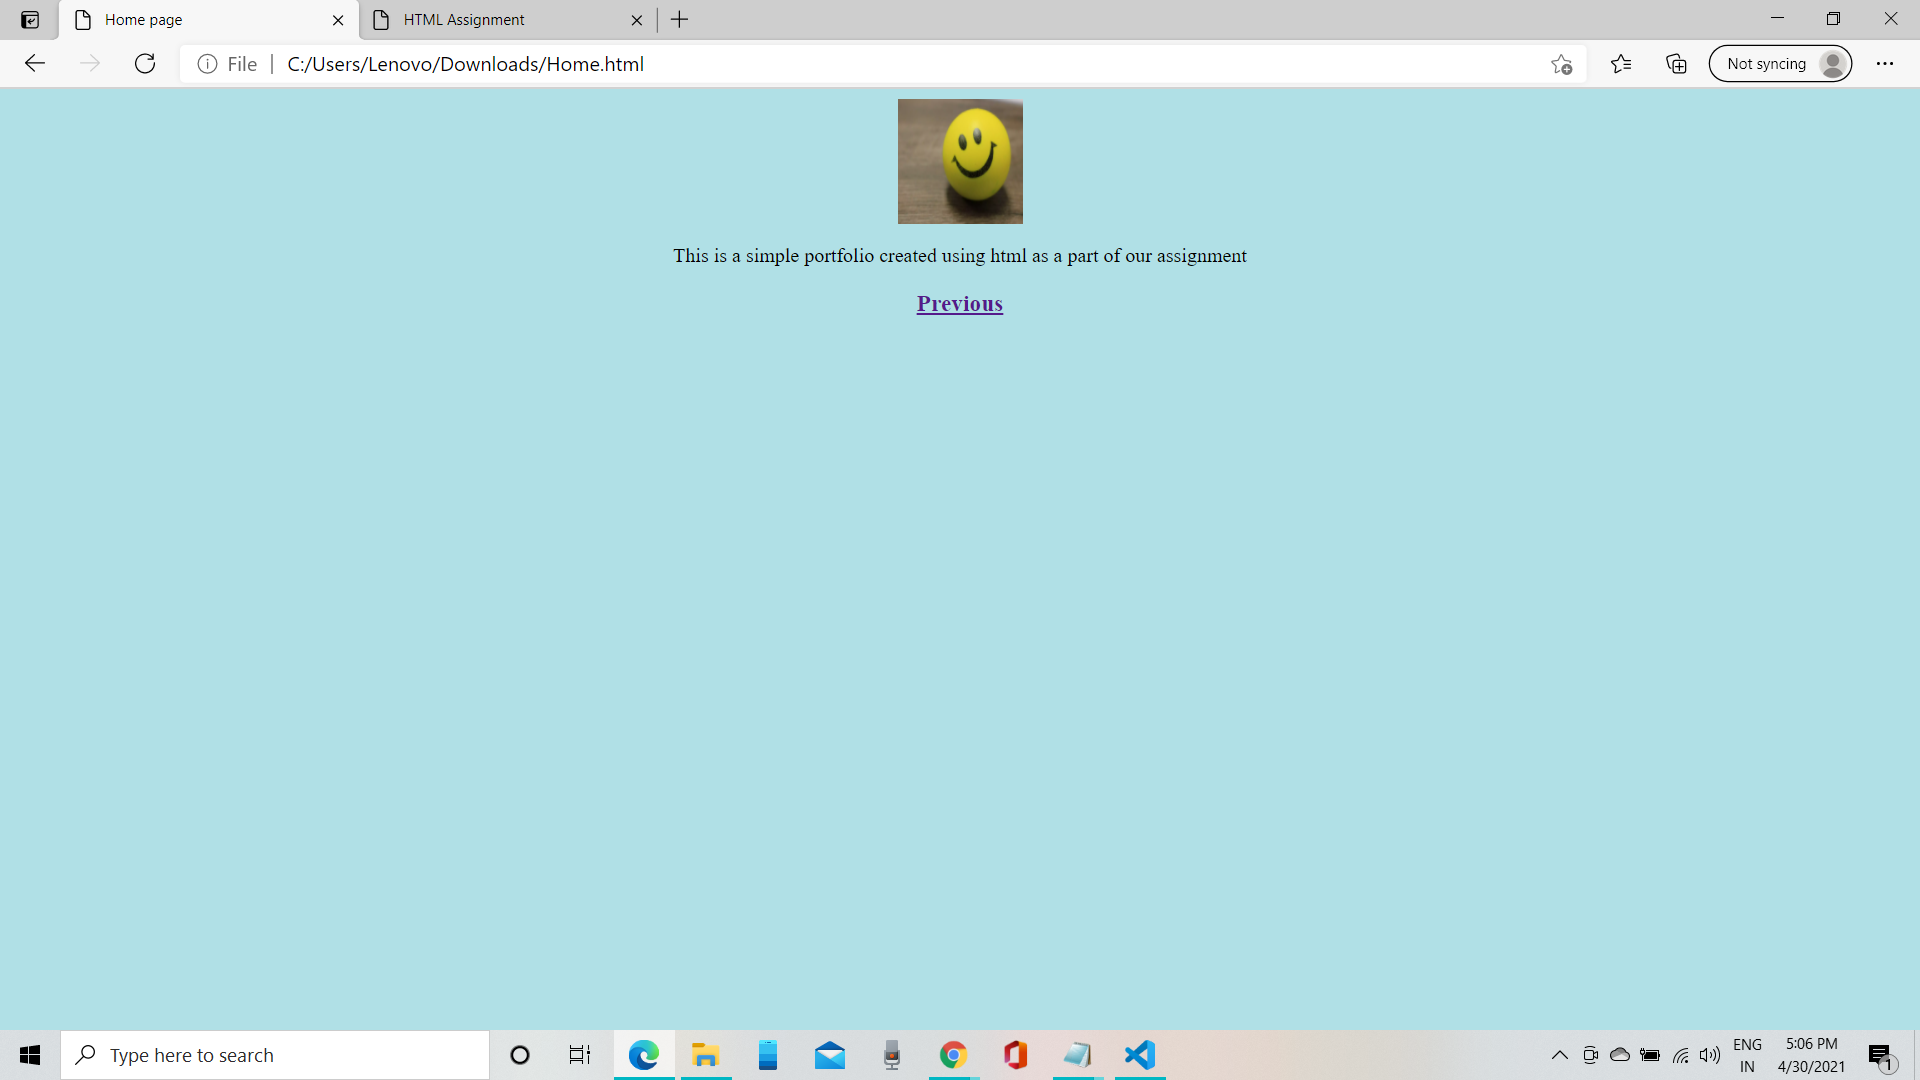 Home page
HTML Assignment
File
C:/Users/Lenovo/Downloads/Home.html
Not syncing
This is a simple portfolio created using html as a part of our assignment
Previous
Type here to search
ENG
IN
5:06 PM
4/30/2021
1